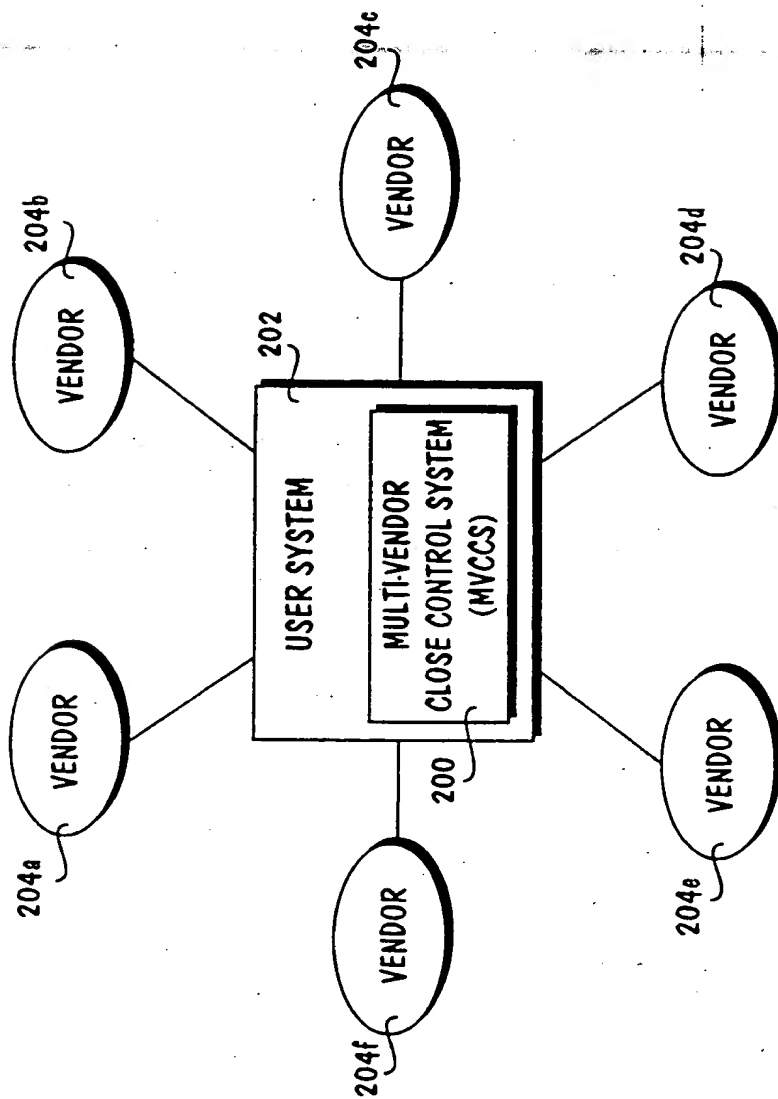 204a
VENDOR
204b
VENDOR
204f
VENDOR
USER SYSTEM
202
MULTI-VENDOR
CLOSE CONTROL SYSTEM
(MVCCS)
200
204c
VENDOR
204e
VENDOR
204d
VENDOR